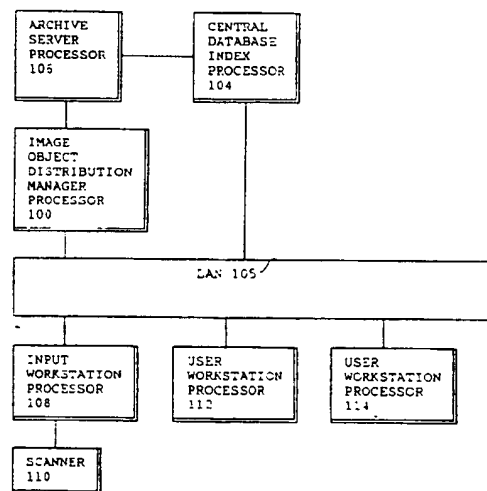 ARCHIVE
SERVER
PROCESSOR
106
CENTRAL
DATABASE
INDEX
PROCESSOR
104
IMAGE
OBJECT
DISTRIBUTION
MANAGER
PROCESSOR
100
LAN 105
INPUT
WORKSTATION
PROCESSOR
108
USER
WORKSTATION
PROCESSOR
112
USER
WORKSTATION
PROCESSOR
114
SCANNER
110